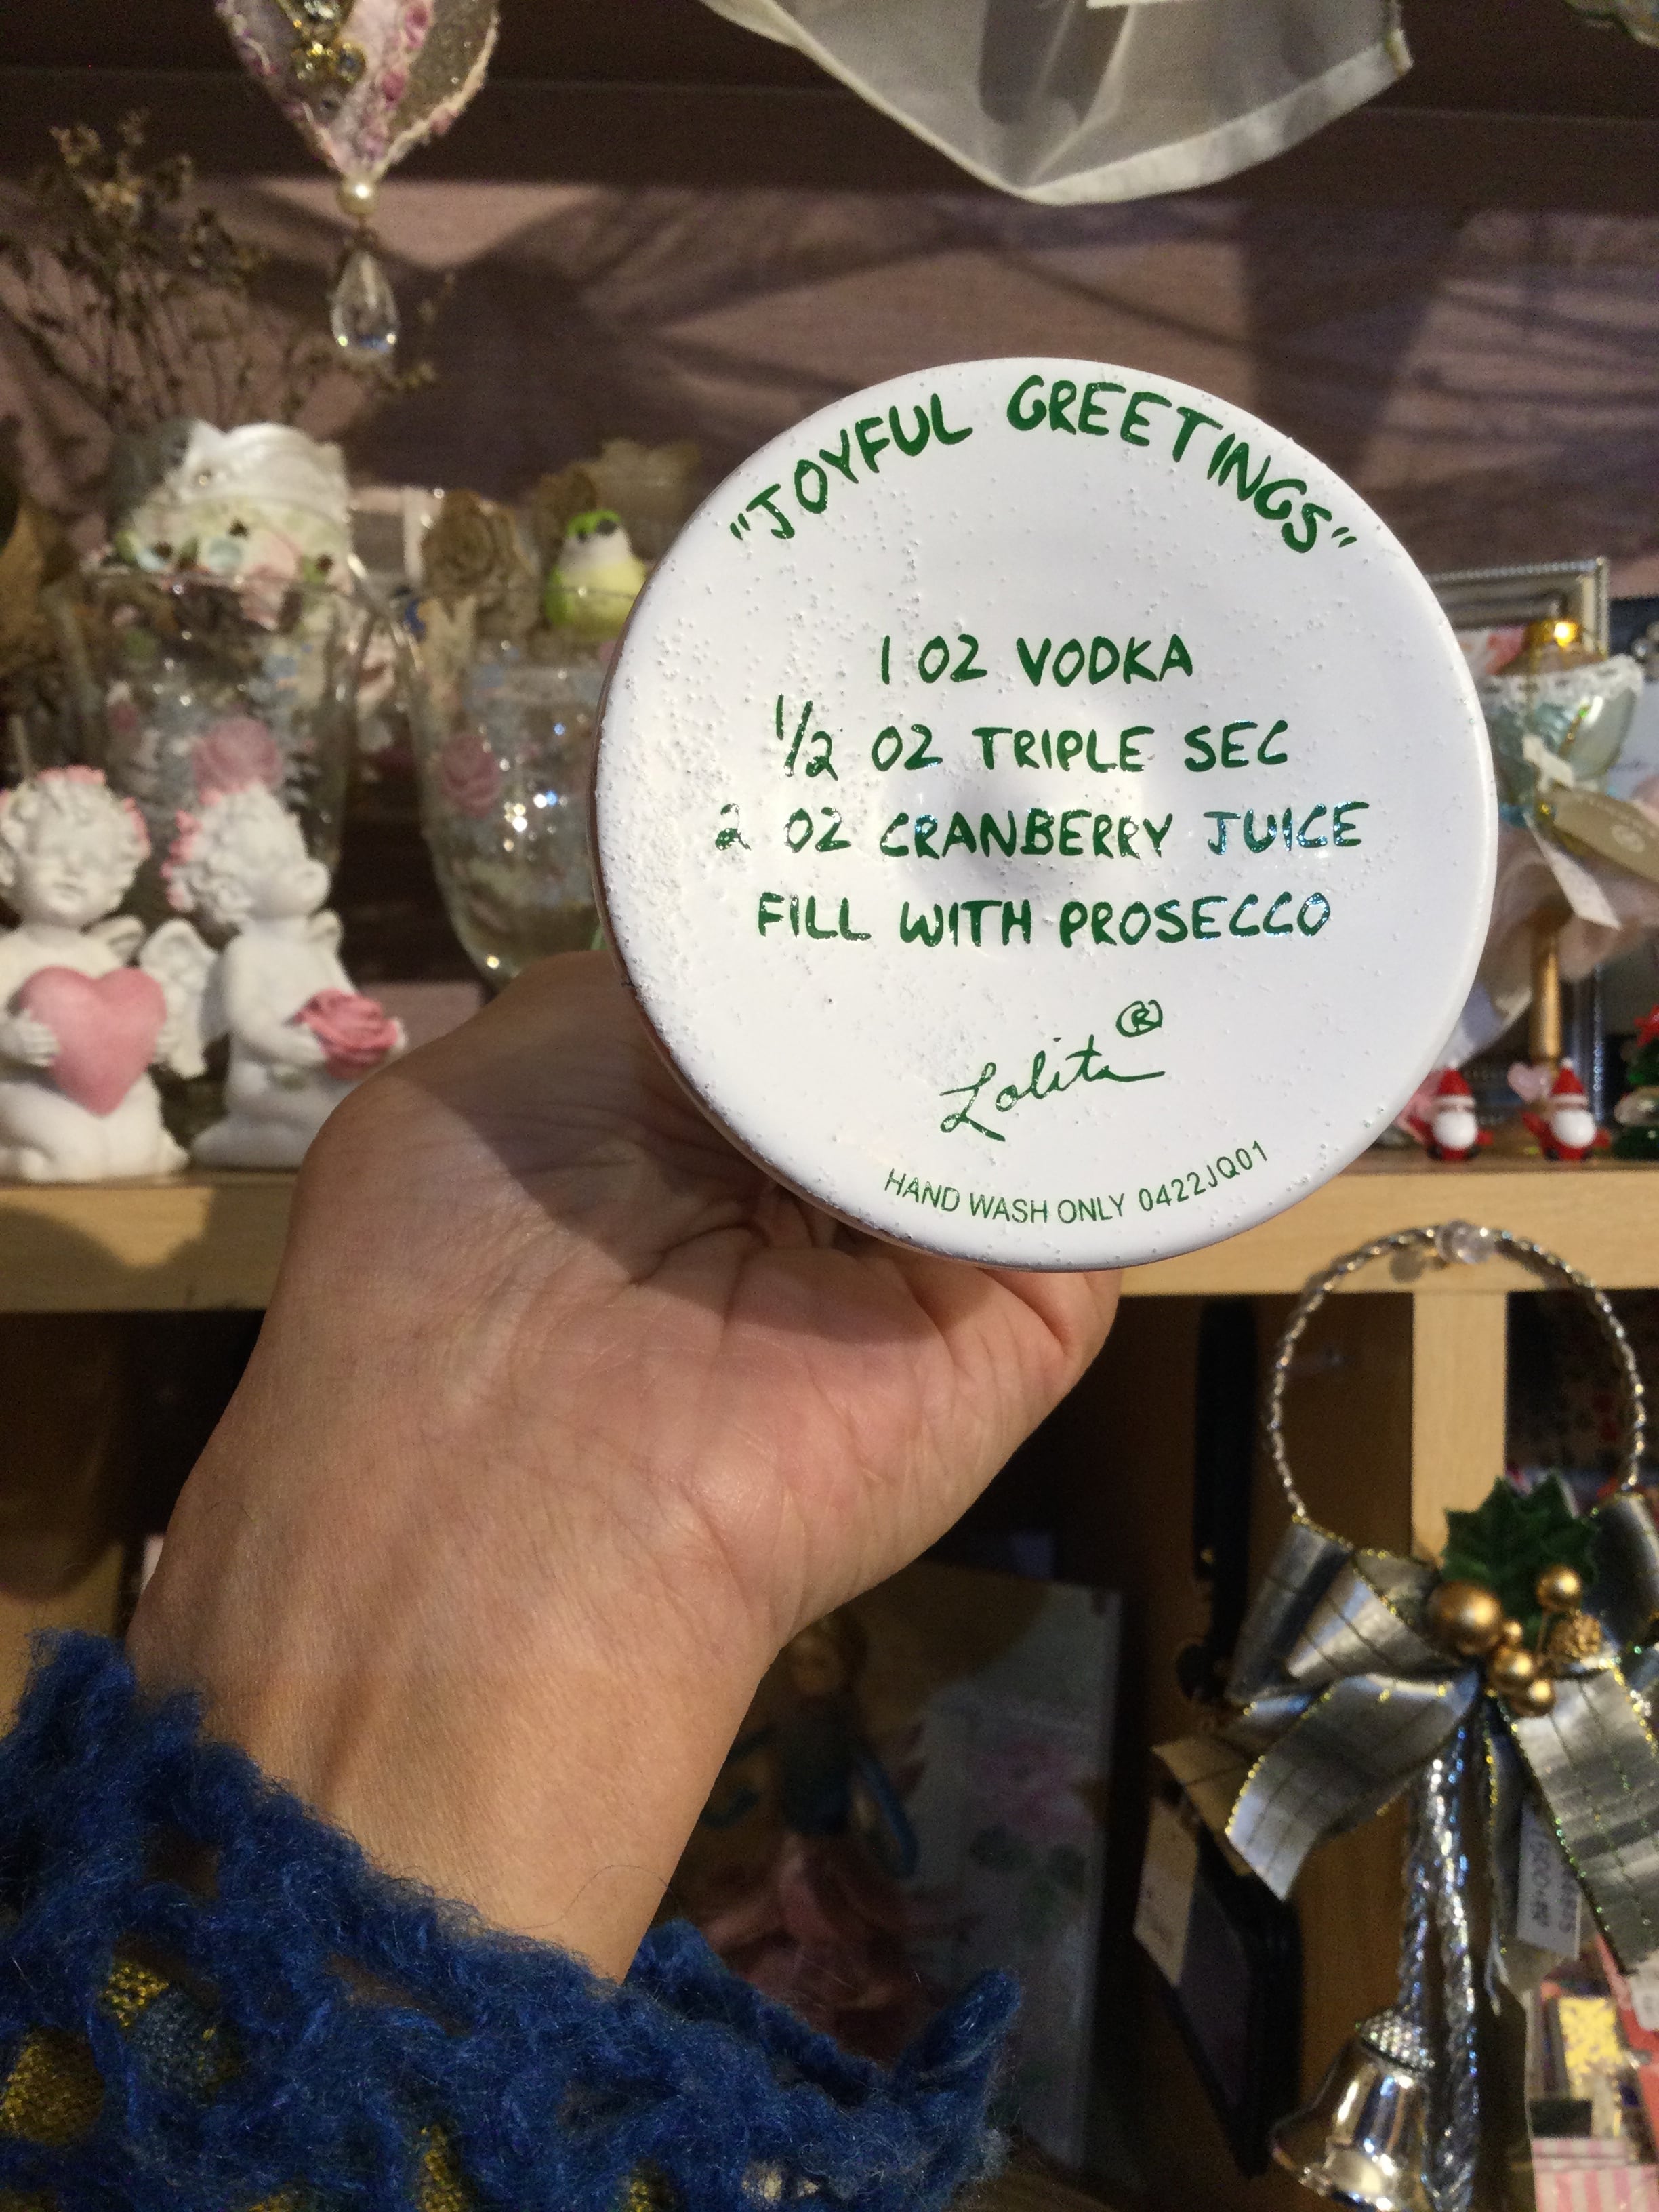 "JOYFUL GREETINGS"
1 OZ VODKA
1/2 OZ TRIPLE SEC
2 OZ CRANBERRY JUICE
FILL WITH PROSECCO
Lolita®
HAND WASH ONLY 0422JQ01